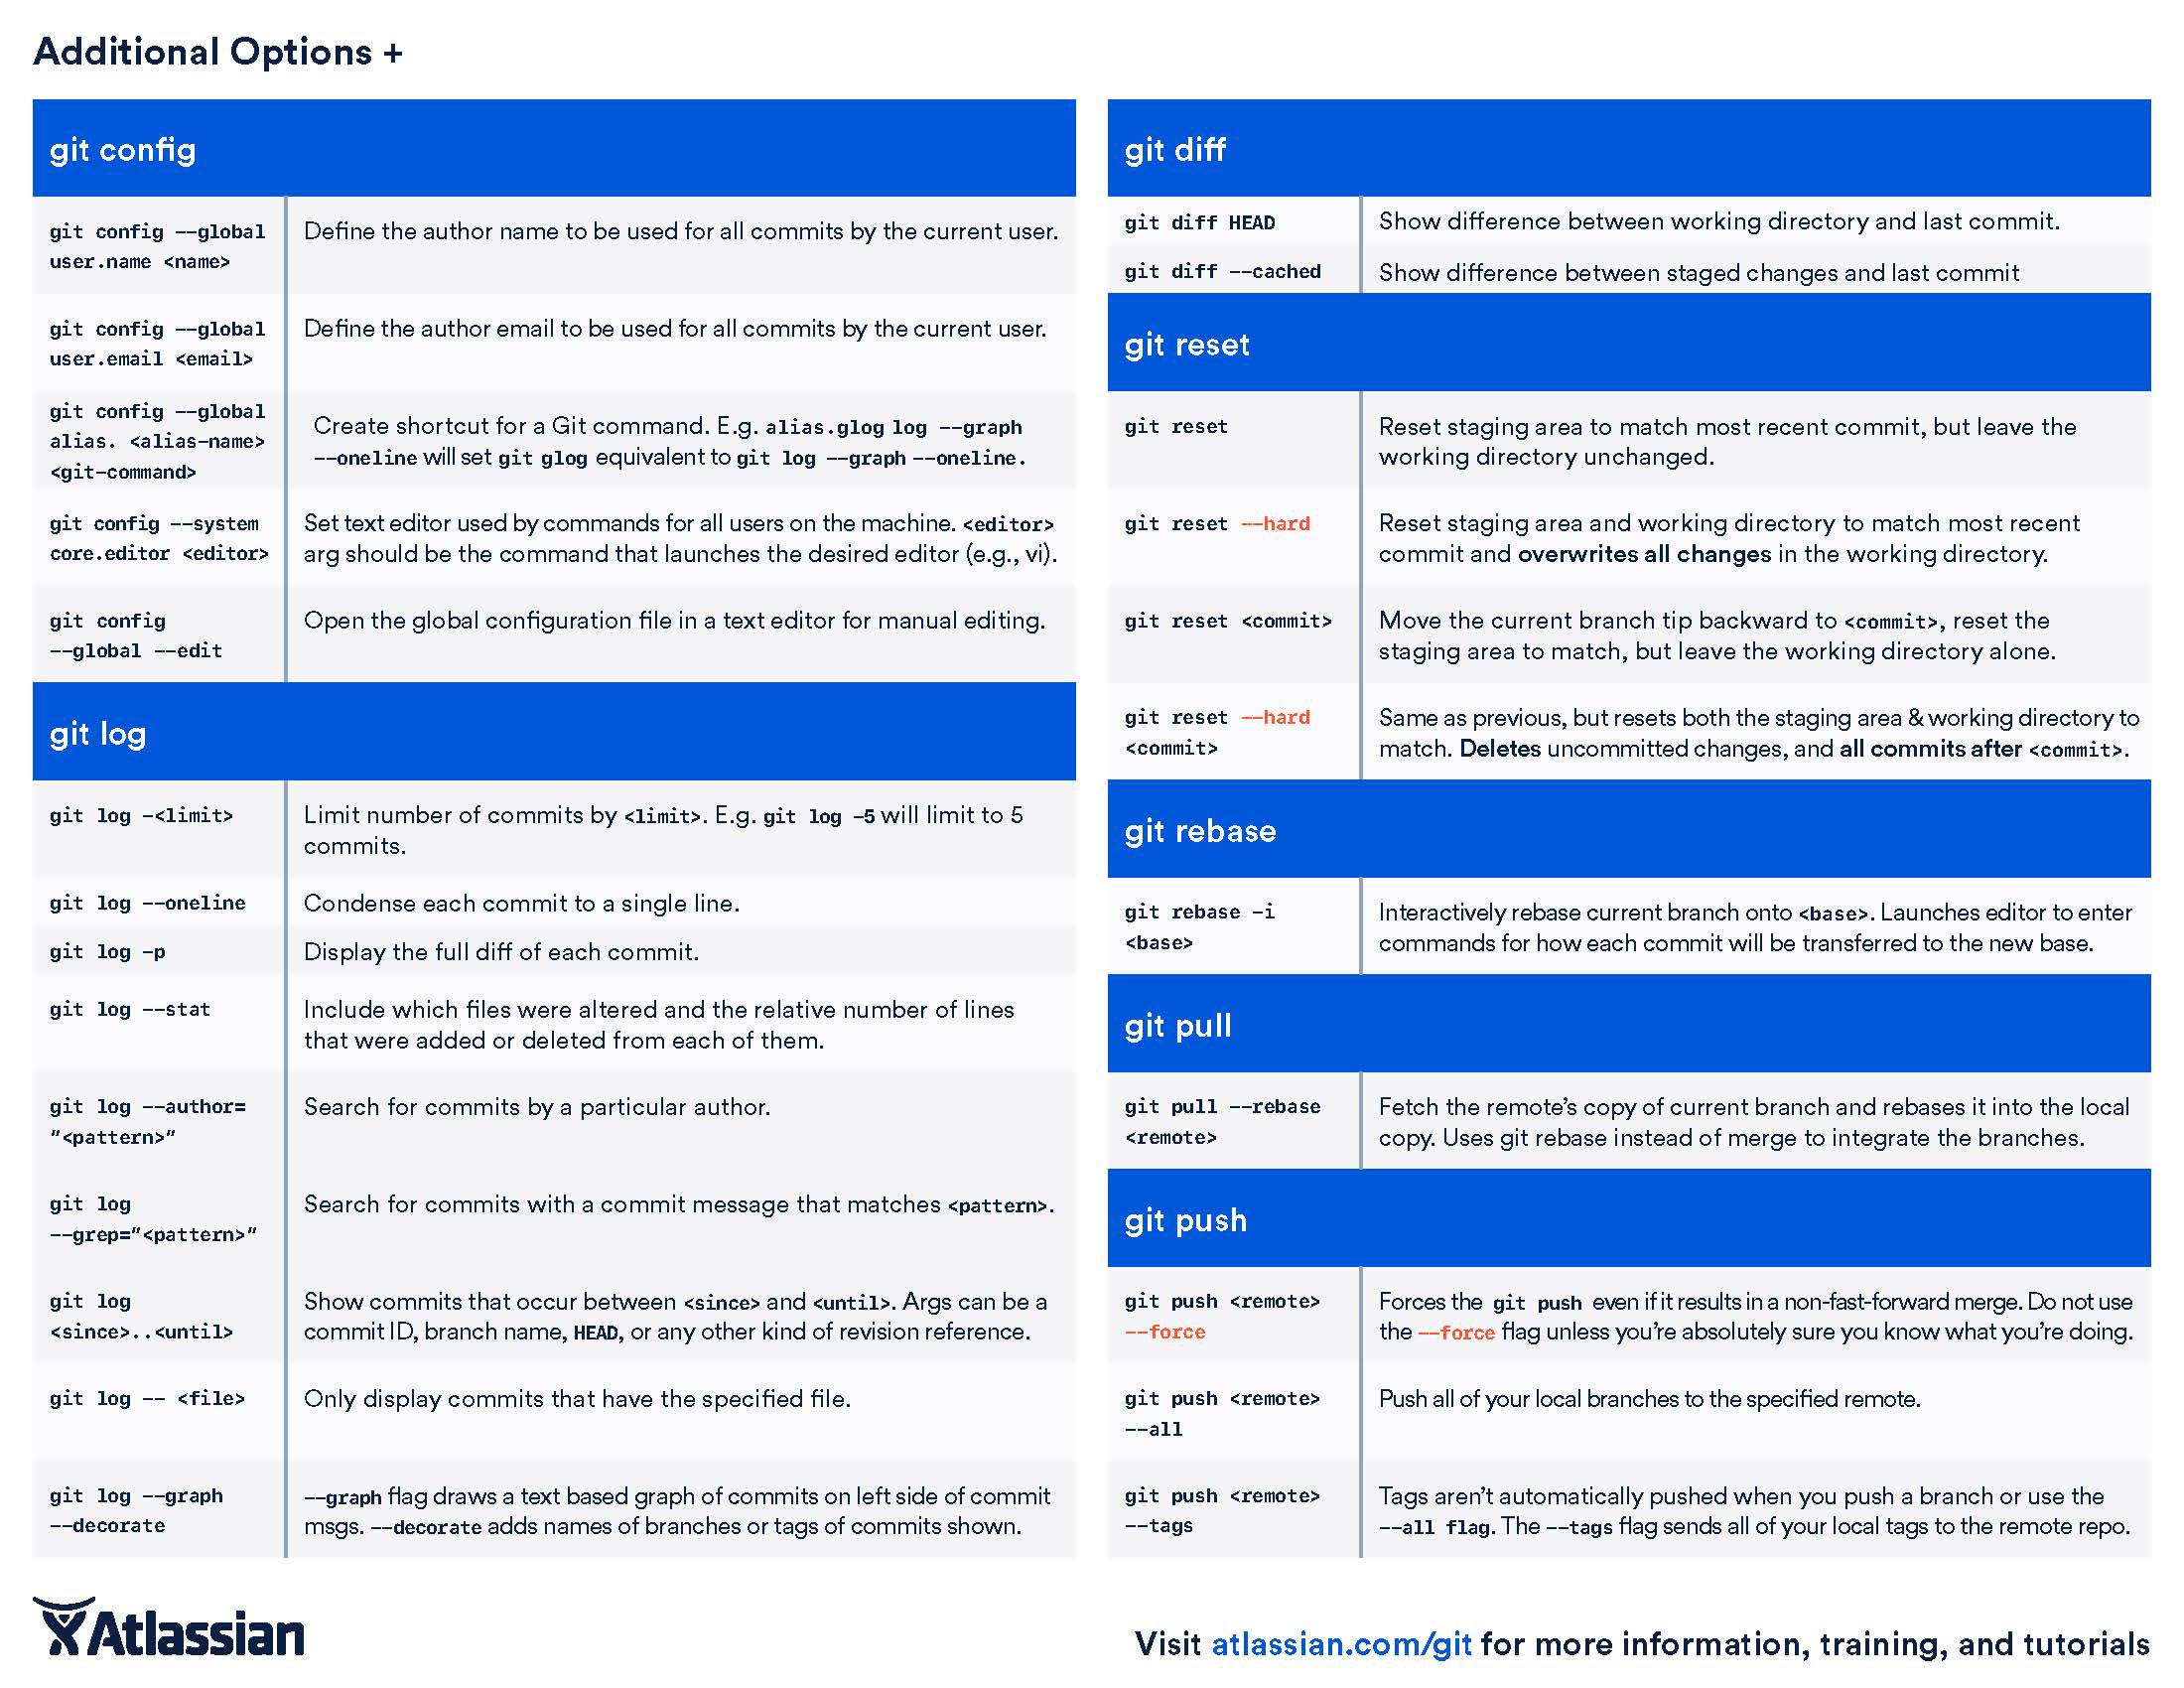 Additional Options +
git config
git config --global
user.name <name>
Define the author name to be used for all commits by the current user.
git config --global
user.email <email>
Define the author email to be used for all commits by the current user.
git config --global
alias. <alias-name>
<git-command>
Create shortcut for a Git command. E.g. alias.glog log --graph
--oneline will set git glog equivalent to git log --graph --oneline.
git config --system
core.editor <editor>
Set text editor used by commands for all users on the machine. <editor>
arg should be the command that launches the desired editor (e.g., vi).
git config
--global --edit
Open the global configuration file in a text editor for manual editing.
git log
git log -<limit>
Limit number of commits by <limit>. E.g. git log -5 will limit to 5
commits.
git log --oneline
Condense each commit to a single line.
git log -p
Display the full diff of each commit.
git log --stat
Include which files were altered and the relative number of lines
that were added or deleted from each of them.
git log --author=
"<pattern>"
Search for commits by a particular author.
git log
--grep="<pattern>"
Search for commits with a commit message that matches <pattern>.
git log
<since>..<until>
Show commits that occur between <since> and <until>. Args can be a
commit ID, branch name, HEAD, or any other kind of revision reference.
git log -- <file>
Only display commits that have the specified file.
git log --graph
--decorate
--graph flag draws a text based graph of commits on left side of commit
msgs. --decorate adds names of branches or tags of commits shown.
git diff
git diff HEAD
Show difference between working directory and last commit.
git diff --cached
Show difference between staged changes and last commit
git reset
git reset
Reset staging area to match most recent commit, but leave the
working directory unchanged.
git reset --hard
Reset staging area and working directory to match most recent
commit and overwrites all changes in the working directory.
git reset <commit>
Move the current branch tip backward to <commit>, reset the
staging area to match, but leave the working directory alone.
git reset --hard
<commit>
Same as previous, but resets both the staging area & working directory to
match. Deletes uncommitted changes, and all commits after <commit>.
git rebase
git rebase -i
<base>
Interactively rebase current branch onto <base>. Launches editor to enter
commands for how each commit will be transferred to the new base.
git pull
git pull --rebase
<remote>
Fetch the remote’s copy of current branch and rebases it into the local
copy. Uses git rebase instead of merge to integrate the branches.
git push
git push <remote>
--force
Forces the git push even if it results in a non-fast-forward merge. Do not use
the --force flag unless you’re absolutely sure you know what you’re doing.
git push <remote>
--all
Push all of your local branches to the specified remote.
git push <remote>
--tags
Tags aren’t automatically pushed when you push a branch or use the
--all flag. The --tags flag sends all of your local tags to the remote repo.
Atlassian
Visit atlassian.com/git for more information, training, and tutorials